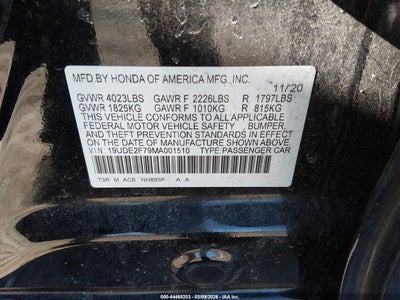 MFD BY HONDA OF AMERICA MFG.,INC.
11/20
GVWR 4023LBS GAWR F 2226LBS R 1797LBS
GVWR 1825KG GAWR F 1010KG R 815KG
THIS VEHICLE CONFORMS TO ALL APPLICABLE
FEDERAL MOTOR VEHICLE SAFETY, BUMPER,
AND THEFT PREVENTION STANDARDS IN EFFECT
ON THE DATE OF MANUFACTURE SHOWN ABOVE.
V.I.N. 19UDE2F79MA001510 TYPE:PASSENGER CAR
T3R M AC6 NH893P A A
00-44469203 - 03/09/2026 - IAA Inc.